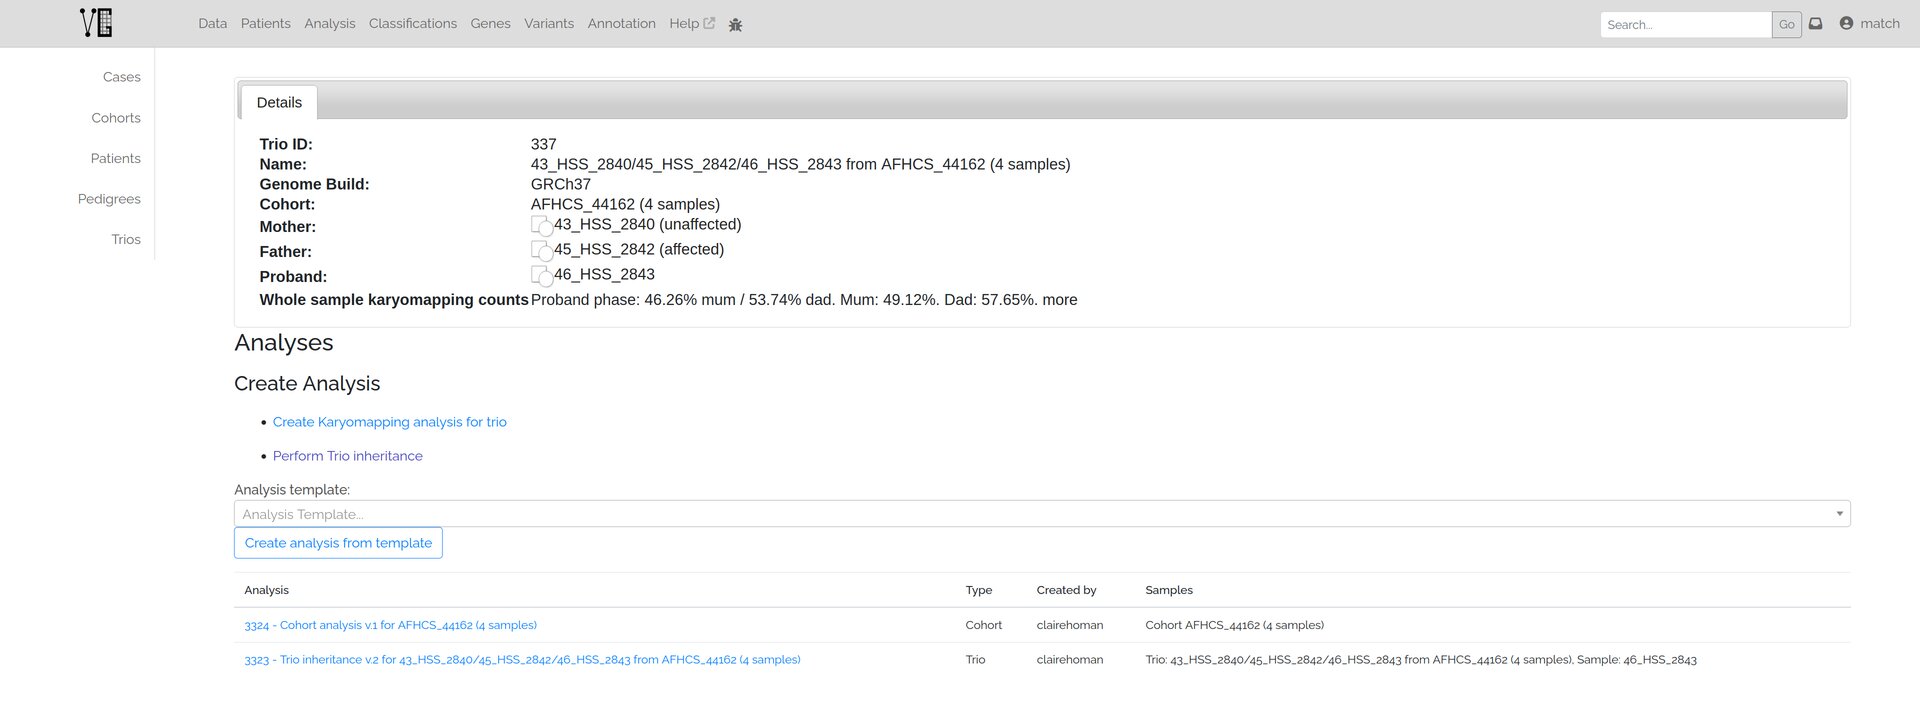 VG Data Patients Analysis Classifications Genes Variants Annotation Help Search... Go match
Cases
Cohorts
Patients
Pedigrees
Trios
Details
Trio ID: 337
Name: 43_HSS_2840/45_HSS_2842/46_HSS_2843 from AFHCS_44162 (4 samples)
Genome Build: GRCh37
Cohort: AFHCS_44162 (4 samples)
Mother: 43_HSS_2840 (unaffected)
Father: 45_HSS_2842 (affected)
Proband: 46_HSS_2843
Whole sample karyomapping counts Proband phase: 46.26% mum / 53.74% dad. Mum: 49.12%. Dad: 57.65%. more
Analyses
Create Analysis
• Create Karyomapping analysis for trio
• Perform Trio inheritance
Analysis template:
Analysis Template...
Create analysis from template
Analysis Type Created by Samples
3324 - Cohort analysis v.1 for AFHCS_44162 (4 samples) Cohort clairehoman Cohort AFHCS_44162 (4 samples)
3323 - Trio inheritance v.2 for 43_HSS_2840/45_HSS_2842/46_HSS_2843 from AFHCS_44162 (4 samples) Trio clairehoman Trio: 43_HSS_2840/45_HSS_2842/46_HSS_2843 from AFHCS_44162 (4 samples), Sample: 46_HSS_2843